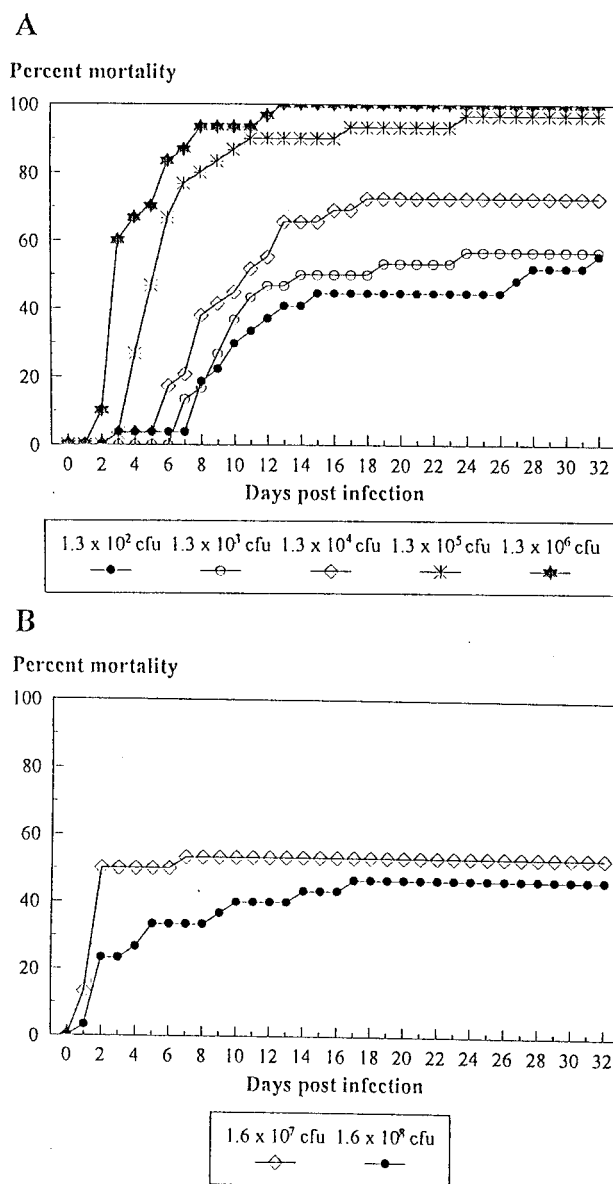 A
Percent mortality
100
80
60
40
20
0
0 2 4 6 8 10 12 14 16 18 20 22 24 26 28 30 32
Days post infection
1.3 x 10² cfu 1.3 x 10³ cfu 1.3 x 10⁴ cfu 1.3 x 10⁵ cfu 1.3 x 10⁶ cfu
B
Percent mortality
100
80
60
40
20
0
0 2 4 6 8 10 12 14 16 18 20 22 24 26 28 30 32
Days post infection
1.6 x 10⁷ cfu 1.6 x 10⁸ cfu